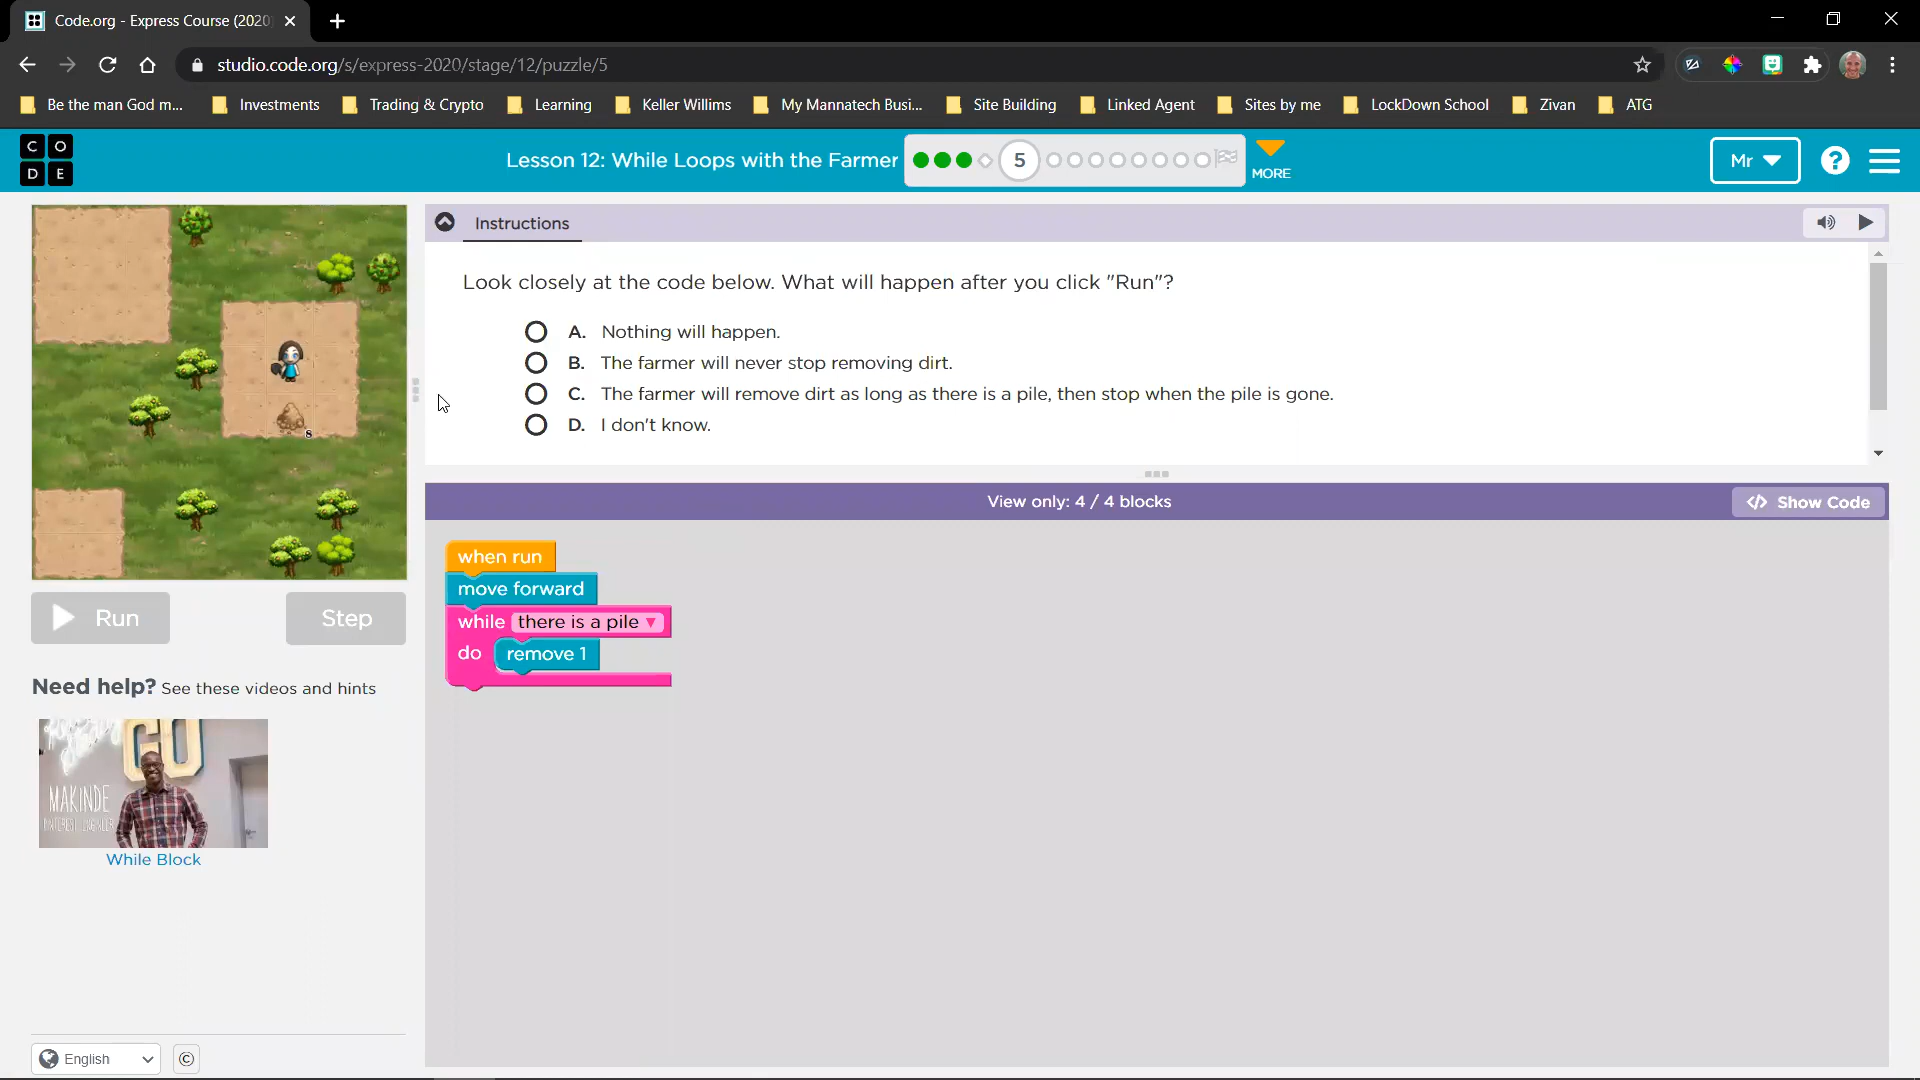 Code.org - Express Course (2020)
studio.code.org/s/express-2020/stage/12/puzzle/5
Be the man God m... Investments Trading & Crypto Learning Keller Willims My Mannatech Busi... Site Building Linked Agent Sites by me LockDown School Zivan ATG
C O
D E
Lesson 12: While Loops with the Farmer
5
MORE
Mr
?
Instructions
Look closely at the code below. What will happen after you click "Run"?
A. Nothing will happen.
B. The farmer will never stop removing dirt.
C. The farmer will remove dirt as long as there is a pile, then stop when the pile is gone.
D. I don't know.
8
View only: 4 / 4 blocks
</> Show Code
when run
move forward
while there is a pile ▼
do remove 1
Run
Step
Need help? See these videos and hints
GO
MAKINDE
While Block
English
©